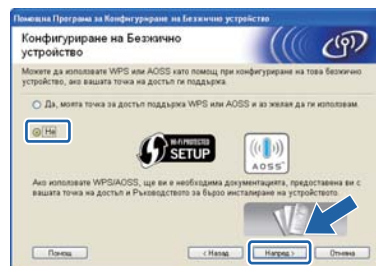 Помощна Програма за Конфигуриране на Безжично устройство
Конфигуриране на Безжично
устройство
Можете да използвате WPS или AOSS като помощ при конфигуриране на това безжично
устройство, ако вашата точка на достъп ги поддържа.
Да, моята точка за достъп поддържа WPS или AOSS и аз желая да ги използвам.
Не
Wi-Fi PROTECTED
SETUP
AOSS
Ако използвате WPS/AOSS, ще ви е необходима документацията, предоставена ви с
вашата точка на достъп и Ръководството за бързо инсталиране на устройството.
Помощ
< Назад
Напред >
Отмяна